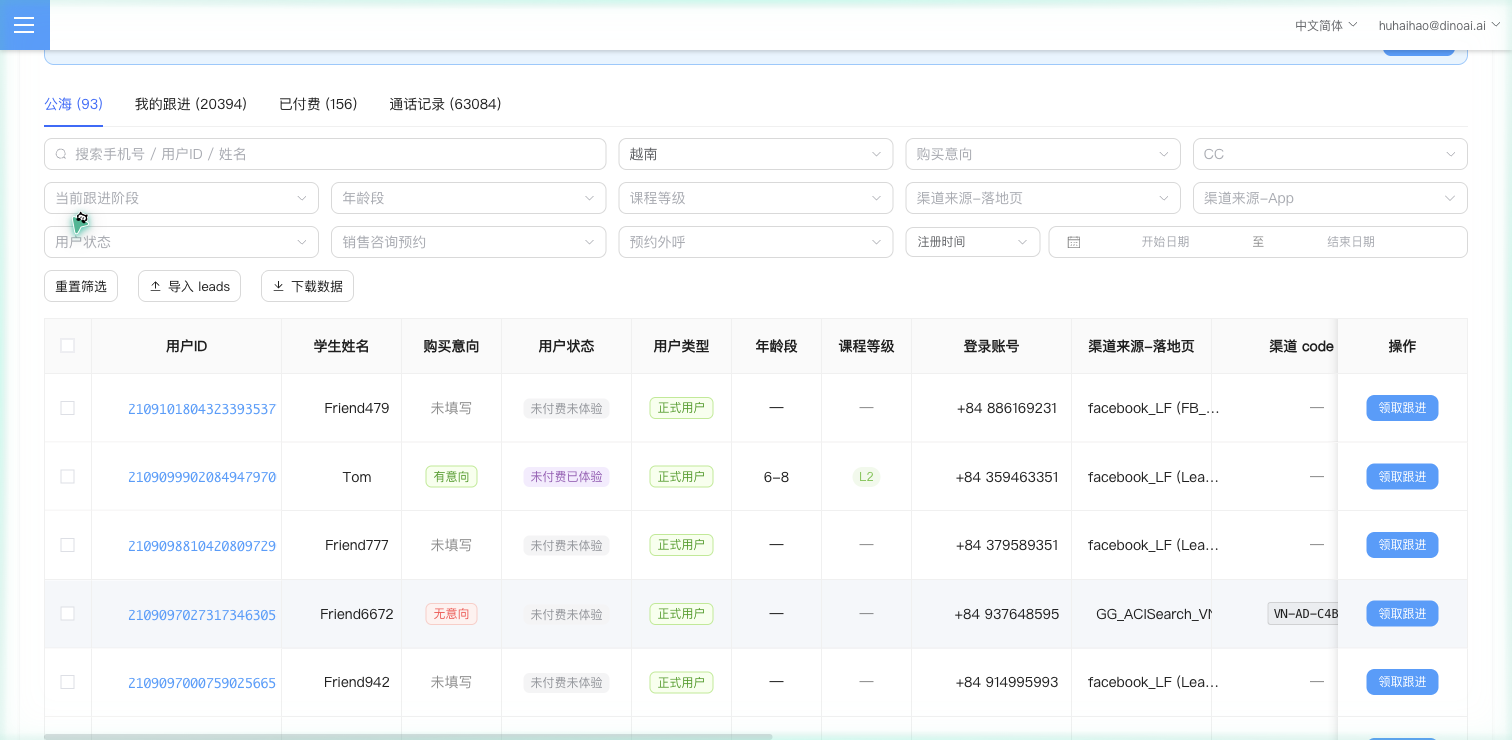 中文简体 huhaihao@dinoai.ai
公海 (93) 我的跟进 (20394) 已付费 (156) 通话记录 (63084)
搜索手机号 / 用户ID / 姓名 越南 购买意向 CC
当前跟进阶段 年龄段 课程等级 渠道来源-落地页 渠道来源-App
用户状态 销售咨询预约 预约外呼 注册时间 开始日期 至 结束日期
重置筛选 导入 leads 下载数据
用户ID 学生姓名 购买意向 用户状态 用户类型 年龄段 课程等级 登录账号 渠道来源-落地页 渠道 code 操作
2109101804323393537 Friend479 未填写 未付费未体验 正式用户 — — +84 886169231 facebook_LF (FB_... — 领取跟进
2109099902084947970 Tom 有意向 未付费已体验 正式用户 6-8 L2 +84 359463351 facebook_LF (Lea... — 领取跟进
2109098810420809729 Friend777 未填写 未付费未体验 正式用户 — — +84 379589351 facebook_LF (Lea... — 领取跟进
2109097027317346305 Friend6672 无意向 未付费未体验 正式用户 — — +84 937648595 GG_ACISearch_VN VN-AD-C4B 领取跟进
2109097000759025665 Friend942 未填写 未付费未体验 正式用户 — — +84 914995993 facebook_LF (Lea... — 领取跟进